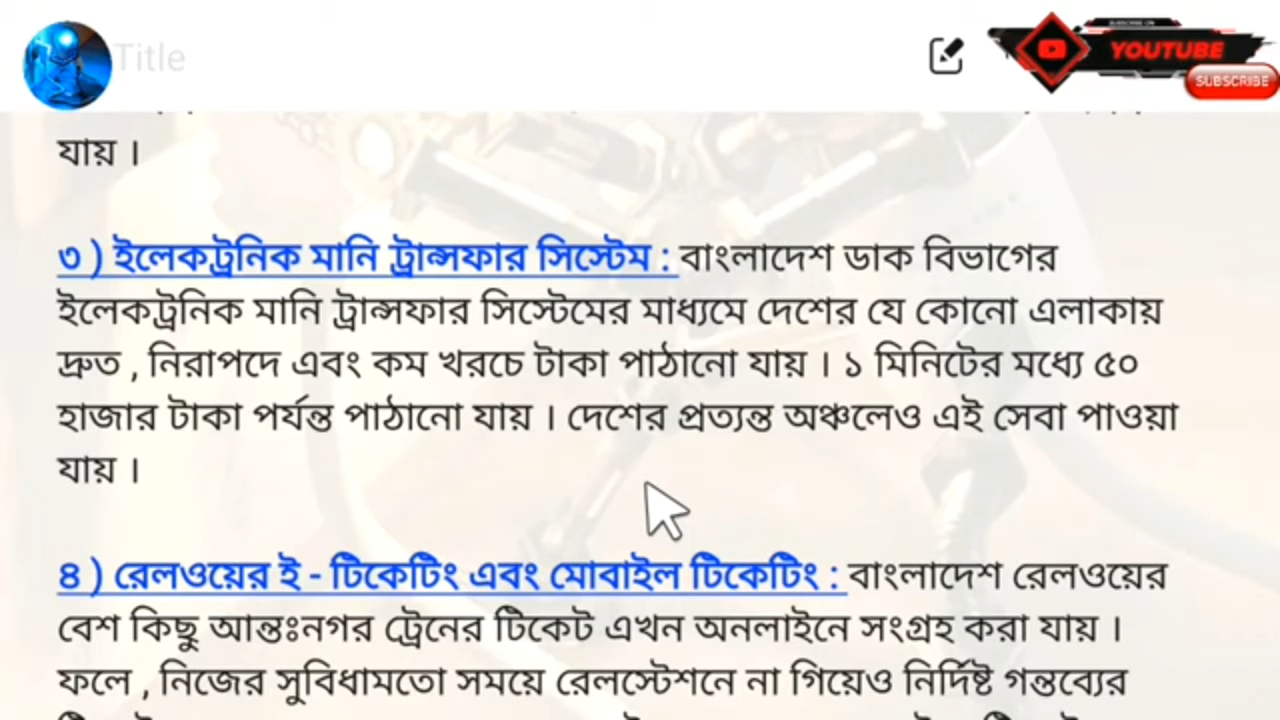 Title
SUBSCRIBE ON
YOUTUBE
SUBSCRIBE
যায় ।
৩ ) ইলেকট্রনিক মানি ট্রান্সফার সিস্টেম : বাংলাদেশ ডাক বিভাগের
ইলেকট্রনিক মানি ট্রান্সফার সিস্টেমের মাধ্যমে দেশের যে কোনো এলাকায়
দ্রুত , নিরাপদে এবং কম খরচে টাকা পাঠানো যায় । ১ মিনিটের মধ্যে ৫০
হাজার টাকা পর্যন্ত পাঠানো যায় । দেশের প্রত্যন্ত অঞ্চলেও এই সেবা পাওয়া
যায় ।
৪ ) রেলওয়ের ই - টিকেটিং এবং মোবাইল টিকেটিং : বাংলাদেশ রেলওয়ের
বেশ কিছু আন্তঃনগর ট্রেনের টিকেট এখন অনলাইনে সংগ্রহ করা যায় ।
ফলে , নিজের সুবিধামতো সময়ে রেলস্টেশনে না গিয়েও নির্দিষ্ট গন্তব্যের